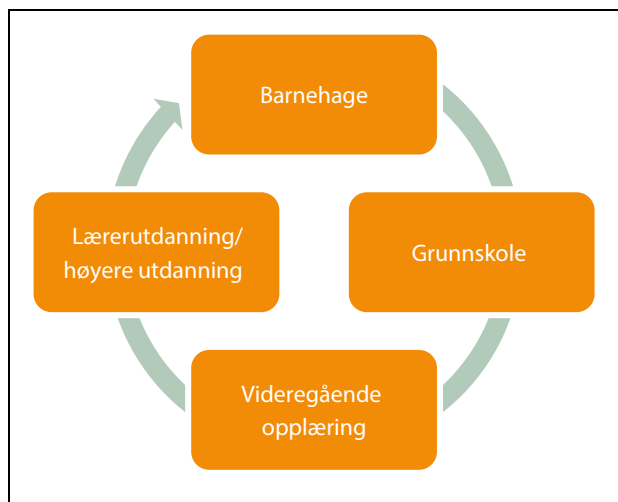 Barnehage
Grunnskole
Videregående
opplæring
Lærerutdanning/
høyere utdanning